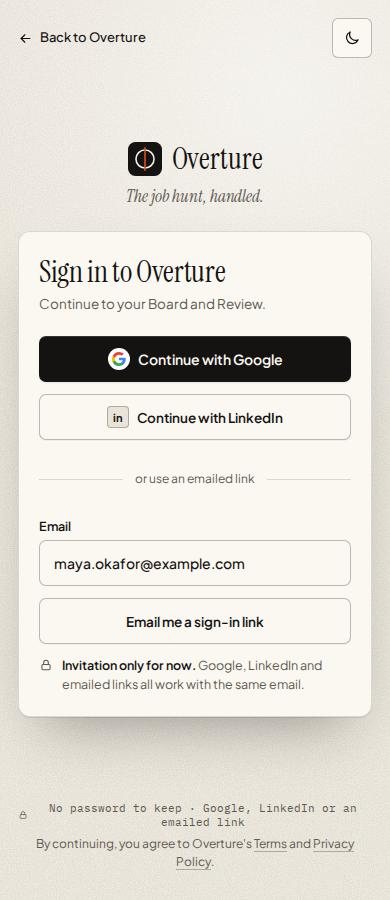 Back to Overture
Overture
The job hunt, handled.
Sign in to Overture
Continue to your Board and Review.
Continue with Google
in Continue with LinkedIn
or use an emailed link
Email
maya.okafor@example.com
Email me a sign-in link
Invitation only for now. Google, LinkedIn and
emailed links all work with the same email.
No password to keep · Google, LinkedIn or an
emailed link
By continuing, you agree to Overture's Terms and Privacy
Policy.